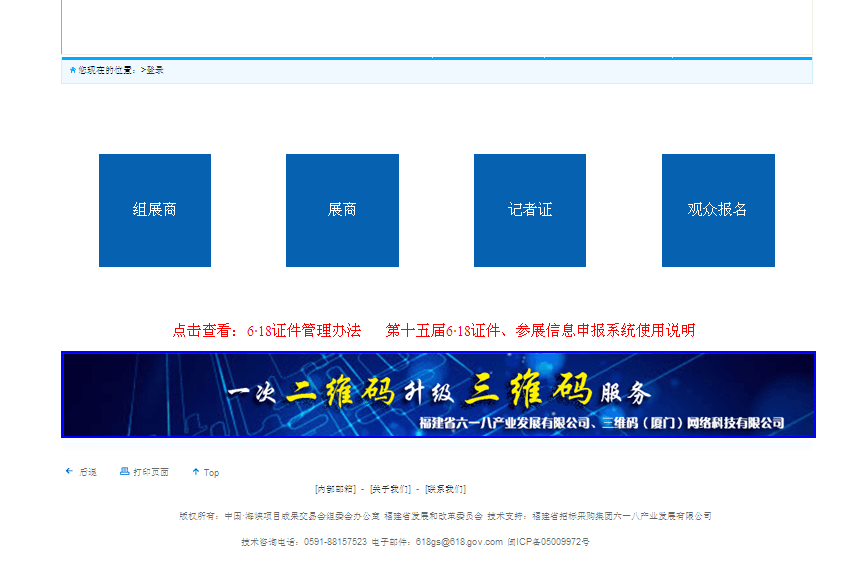 您现在的位置：>登录
组展商 展商 记者证 观众报名
点击查看：6·18证件管理办法 第十五届6·18证件、参展信息申报系统使用说明
一次二维码升级三维码服务
福建省六一八产业发展有限公司、三维码（厦门）网络科技有限公司
后退 打印页面 Top
[内部邮箱] - [关于我们] - [联系我们]
版权所有：中国·海峡项目成果交易会组委会办公室 福建省发展和改革委员会 技术支持：福建省招标采购集团六一八产业发展有限公司
技术咨询电话：0591-88157523 电子邮件：618gs@618.gov.com 闽ICP备05009972号